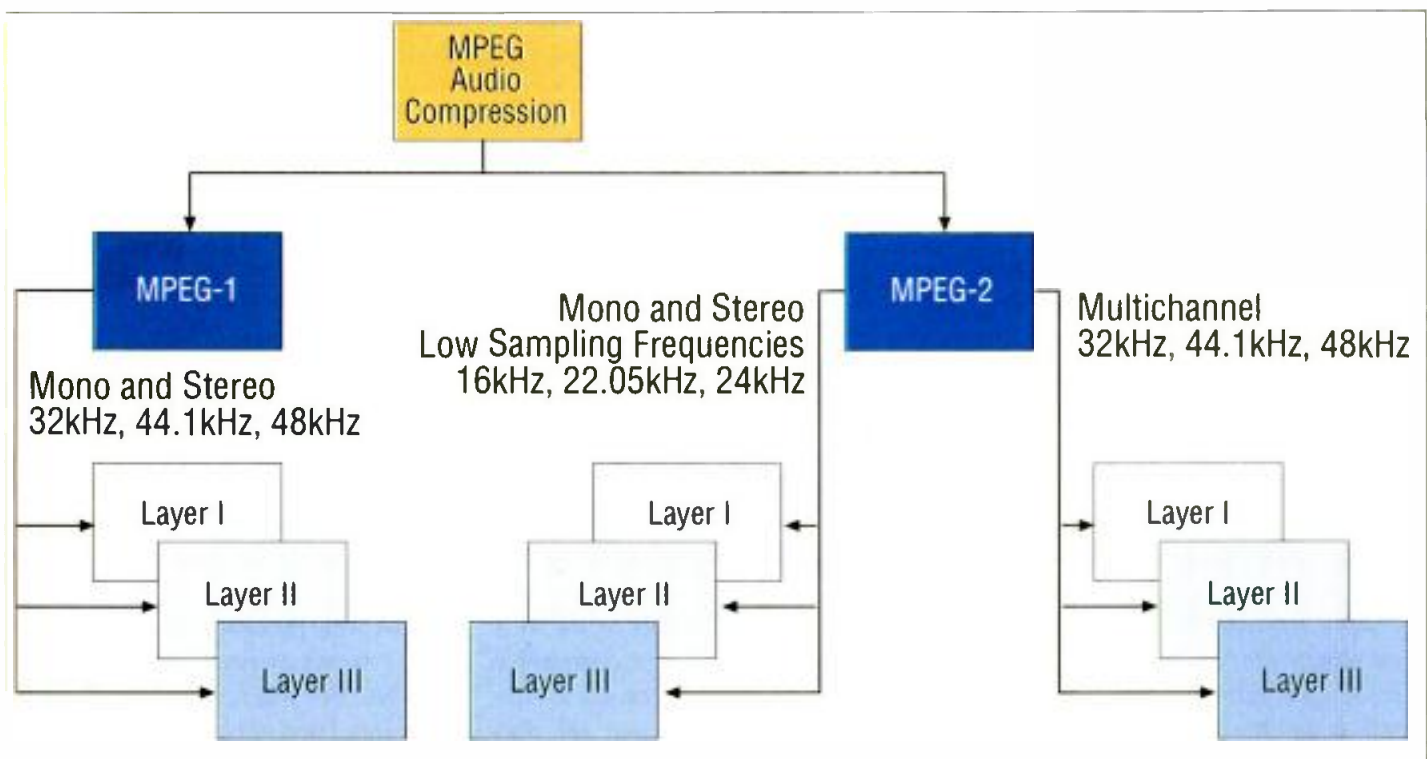 MPEG
Audio
Compression
MPEG-1
Mono and Stereo
32kHz, 44.1kHz, 48kHz
Layer I
Layer II
Layer III
MPEG-2
Mono and Stereo
Low Sampling Frequencies
16kHz, 22.05kHz, 24kHz
Layer I
Layer II
Layer III
Multichannel
32kHz, 44.1kHz, 48kHz
Layer I
Layer II
Layer III